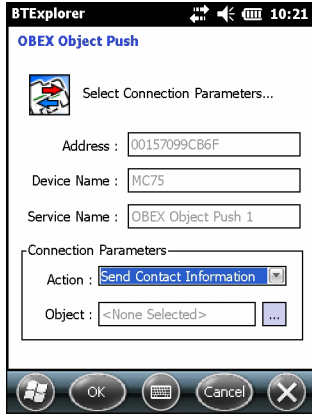 BTExplorer 10:21
OBEX Object Push
Select Connection Parameters...
Address : 00157099CB6F
Device Name : MC75
Service Name : OBEX Object Push 1
Connection Parameters
Action : Send Contact Information
Object : <None Selected> ...
OK Cancel